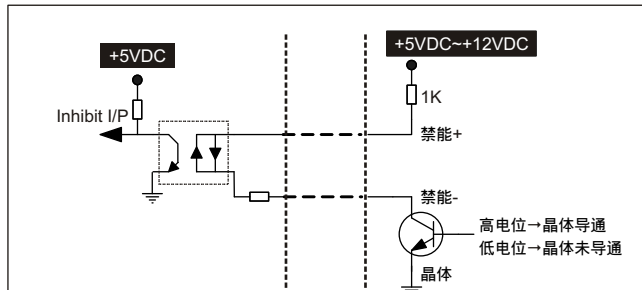 +5VDC
+5VDC~+12VDC
Inhibit I/P
1K
禁能+
禁能-
高电位→晶体导通
低电位→晶体未导通
晶体